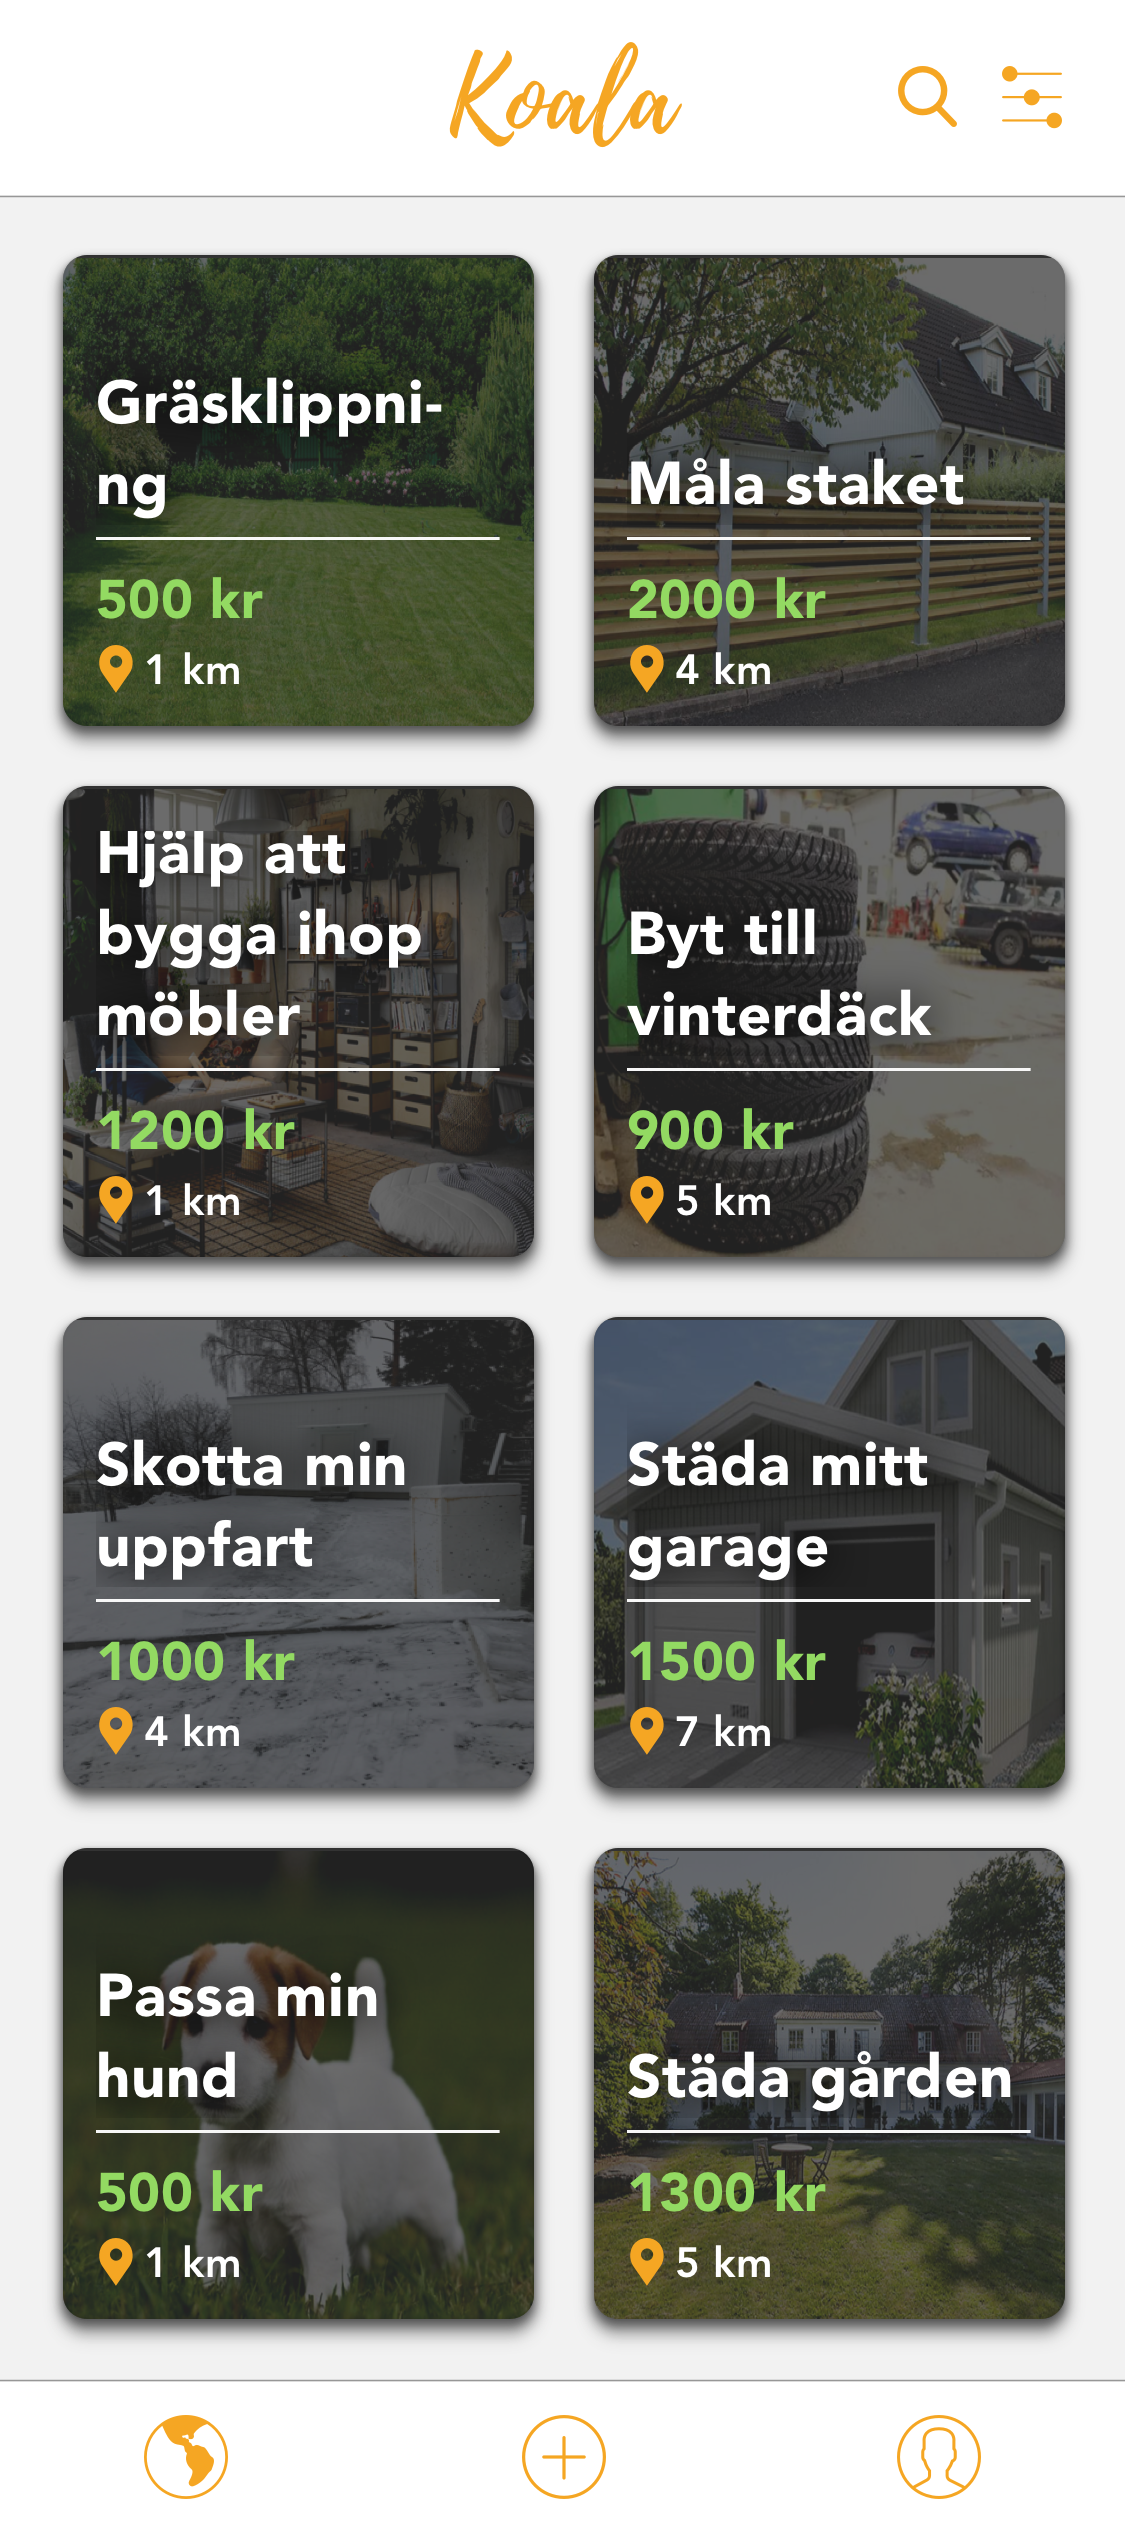 Koala
Gräsklippni-
ng
500 kr
1 km
Måla staket
2000 kr
4 km
Hjälp att
bygga ihop
möbler
1200 kr
1 km
Byt till
vinterdäck
900 kr
5 km
Skotta min
uppfart
1000 kr
4 km
Städa mitt
garage
1500 kr
7 km
Passa min
hund
500 kr
1 km
Städa gården
1300 kr
5 km